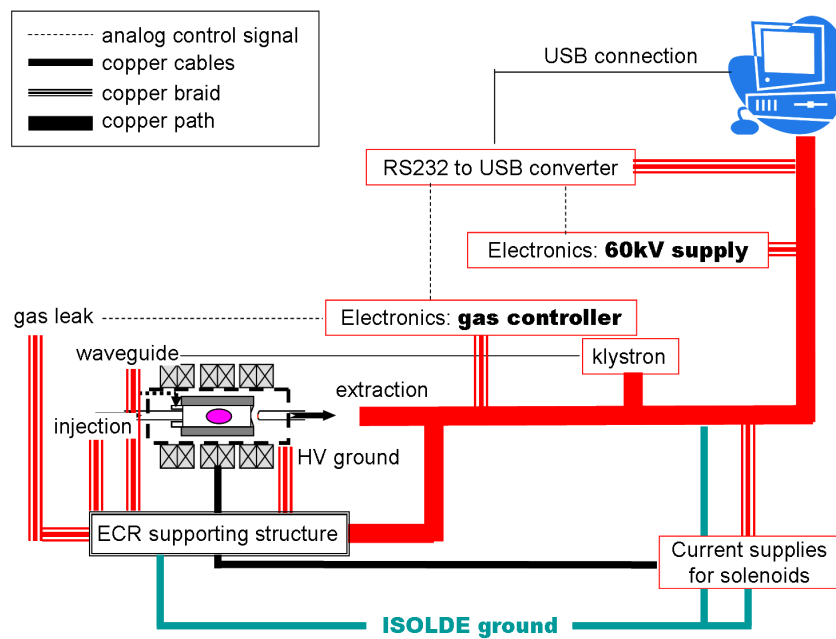 analog control signal
copper cables
copper braid
copper path
USB connection
RS232 to USB converter
Electronics: 60kV supply
gas leak
Electronics: gas controller
waveguide
klystron
extraction
injection
HV ground
ECR supporting structure
Current supplies
for solenoids
ISOLDE ground